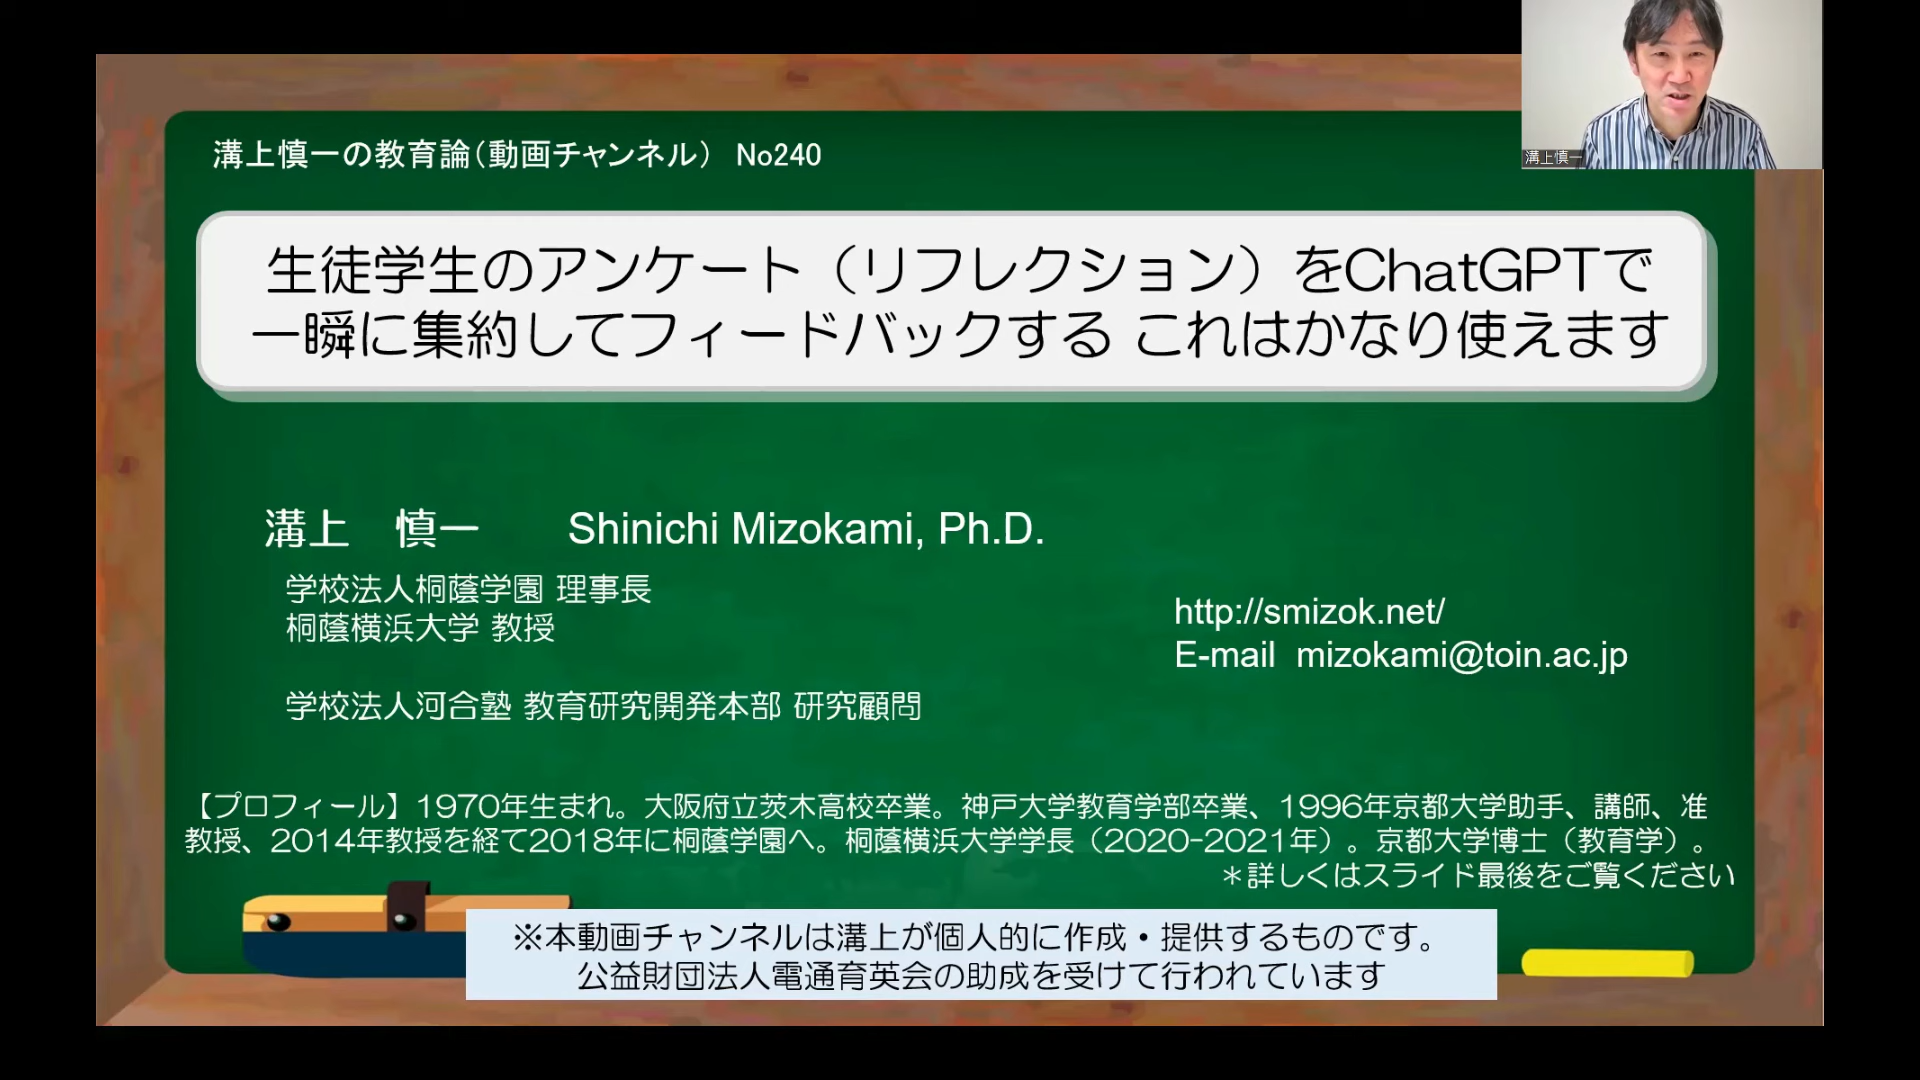 溝上慎一の教育論（動画チャンネル） No240
溝上慎一
生徒学生のアンケート（リフレクション）をChatGPTで
一瞬に集約してフィードバックする これはかなり使えます
溝上　慎一　　Shinichi Mizokami, Ph.D.
学校法人桐蔭学園 理事長
桐蔭横浜大学 教授
学校法人河合塾 教育研究開発本部 研究顧問
http://smizok.net/
E-mail mizokami@toin.ac.jp
【プロフィール】1970年生まれ。大阪府立茨木高校卒業。神戸大学教育学部卒業、1996年京都大学助手、講師、准
教授、2014年教授を経て2018年に桐蔭学園へ。桐蔭横浜大学学長（2020-2021年）。京都大学博士（教育学）。
＊詳しくはスライド最後をご覧ください
※本動画チャンネルは溝上が個人的に作成・提供するものです。
公益財団法人電通育英会の助成を受けて行われています